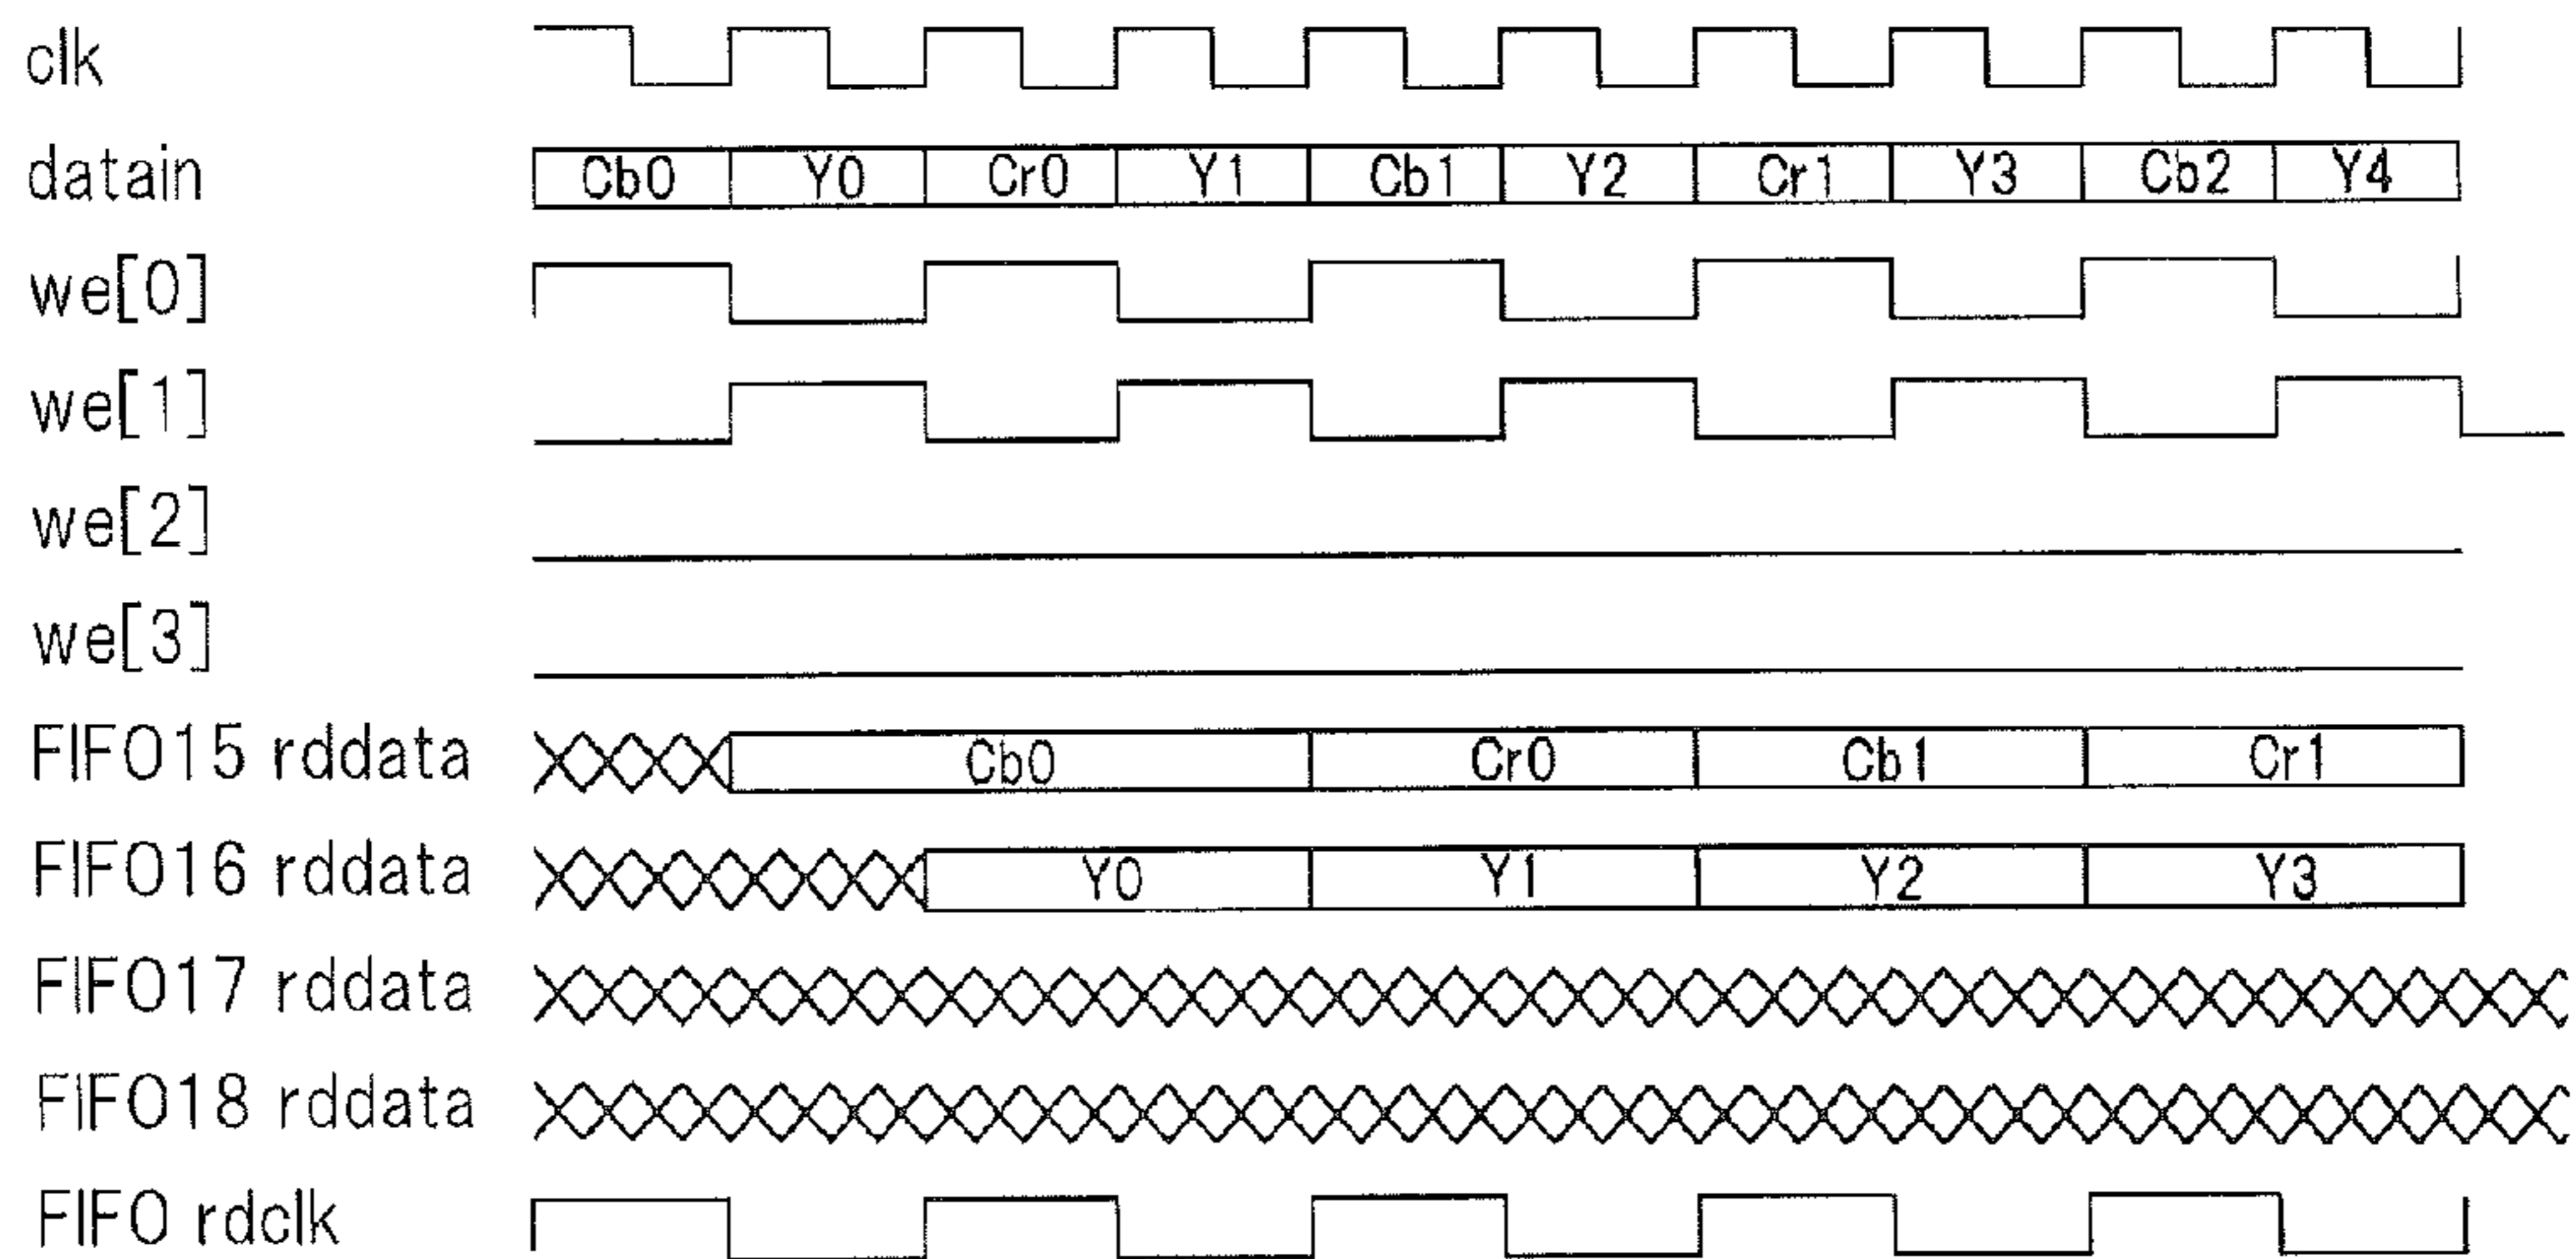 clk
datain Cb0 Y0 Cr0 Y1 Cb1 Y2 Cr1 Y3 Cb2 Y4
we[0]
we[1]
we[2]
we[3]
FIFO15 rddata Cb0 Cr0 Cb1 Cr1
FIFO16 rddata Y0 Y1 Y2 Y3
FIFO17 rddata
FIFO18 rddata
FIFO rdclk